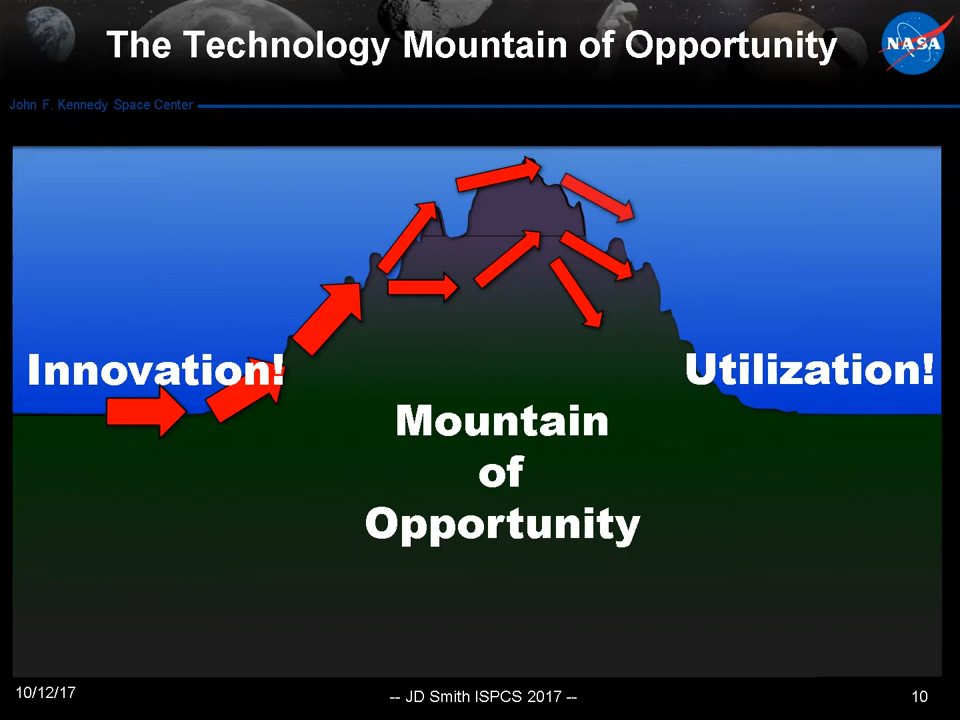 The Technology Mountain of Opportunity
NASA
John F. Kennedy Space Center
Innovation!
Utilization!
Mountain
of
Opportunity
10/12/17
-- JD Smith ISPCS 2017 --
10